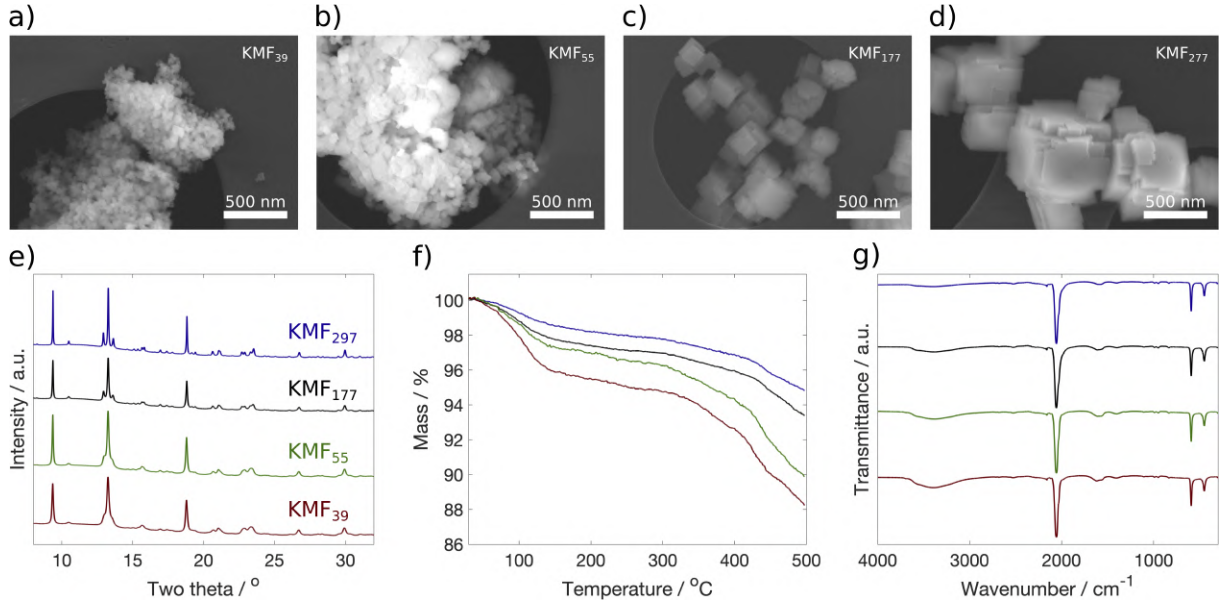 a)
KMF39
500 nm
b)
KMF55
500 nm
c)
KMF177
500 nm
d)
KMF277
500 nm
e)
KMF297
KMF177
KMF55
KMF39
Intensity / a.u.
10 15 20 25 30
Two theta / °
f)
100
98
96
94
92
90
88
86
Mass / %
100 200 300 400 500
Temperature / °C
g)
Transmittance / a.u.
4000 3000 2000 1000
Wavenumber / cm-1